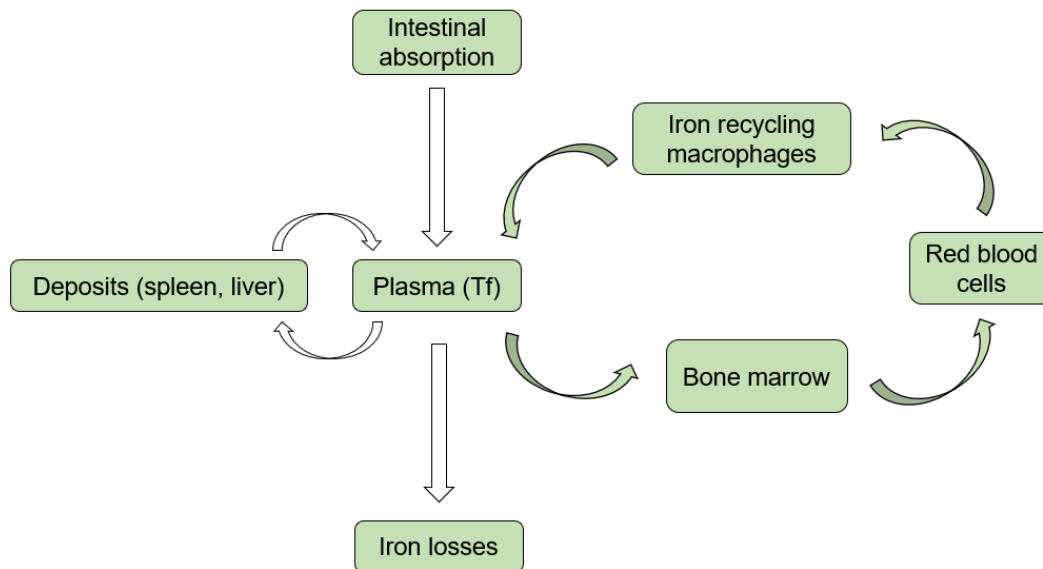 Intestinal
absorption
Iron recycling
macrophages
Red blood
cells
Deposits (spleen, liver)
Plasma (Tf)
Bone marrow
Iron losses